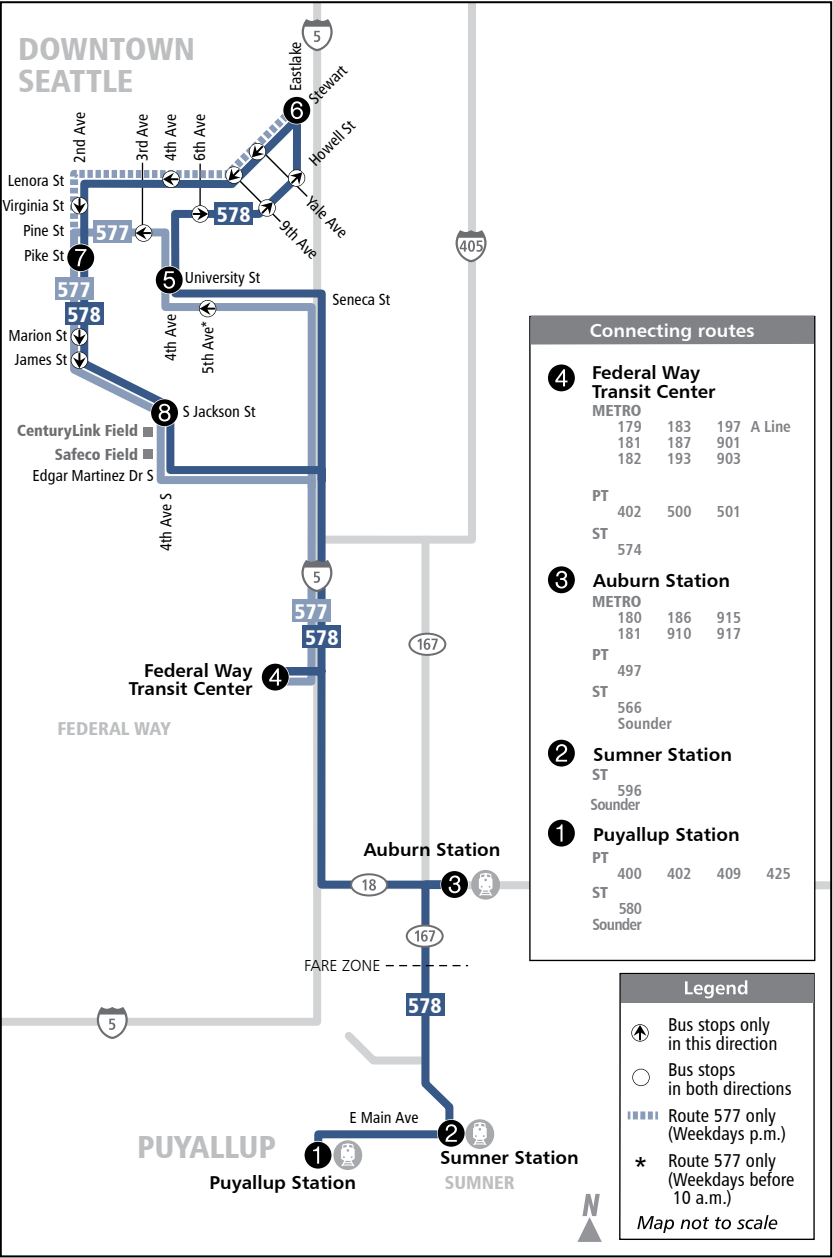 DOWNTOWN
SEATTLE
5
Eastlake
Stewart
6
Howell St
2nd Ave
3rd Ave
4th Ave
6th Ave
Lenora St
Virginia St
Pine St
577
578
Yale Ave
9th Ave
Pike St
7
5
University St
405
577
Seneca St
578
Marion St
4th Ave
5th Ave*
James St
8
S Jackson St
CenturyLink Field
Safeco Field
Edgar Martinez Dr S
4th Ave S
5
577
578
167
Federal Way
Transit Center
4
FEDERAL WAY
Auburn Station
18
3
167
FARE ZONE
578
5
E Main Ave
PUYALLUP
1
2
Sumner Station
Puyallup Station
SUMNER
N
Connecting routes
4 Federal Way
Transit Center
METRO
179 183 197 A Line
181 187 901
182 193 903
PT
402 500 501
ST
574
3 Auburn Station
METRO
180 186 915
181 910 917
PT
497
ST
566
Sounder
2 Sumner Station
ST
596
Sounder
1 Puyallup Station
PT
400 402 409 425
ST
580
Sounder
Legend
Bus stops only
in this direction
Bus stops
in both directions
Route 577 only
(Weekdays p.m.)
* Route 577 only
(Weekdays before
10 a.m.)
Map not to scale